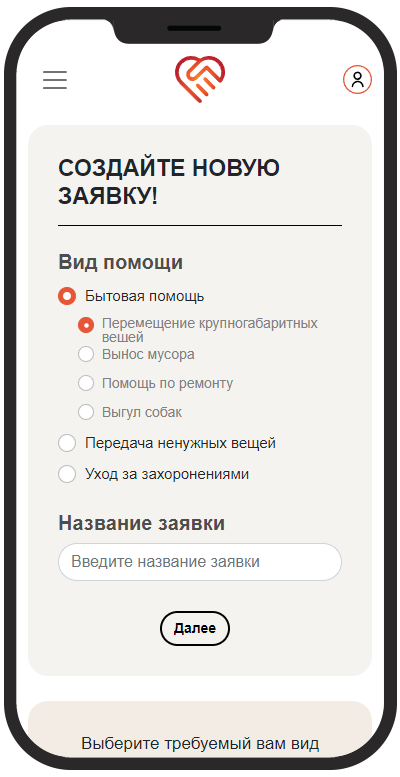 СОЗДАЙТЕ НОВУЮ
ЗАЯВКУ!
Вид помощи
Бытовая помощь
Перемещение крупногабаритных
вещей
Вынос мусора
Помощь по ремонту
Выгул собак
Передача ненужных вещей
Уход за захоронениями
Название заявки
Введите название заявки
Далее
Выберите требуемый вам вид